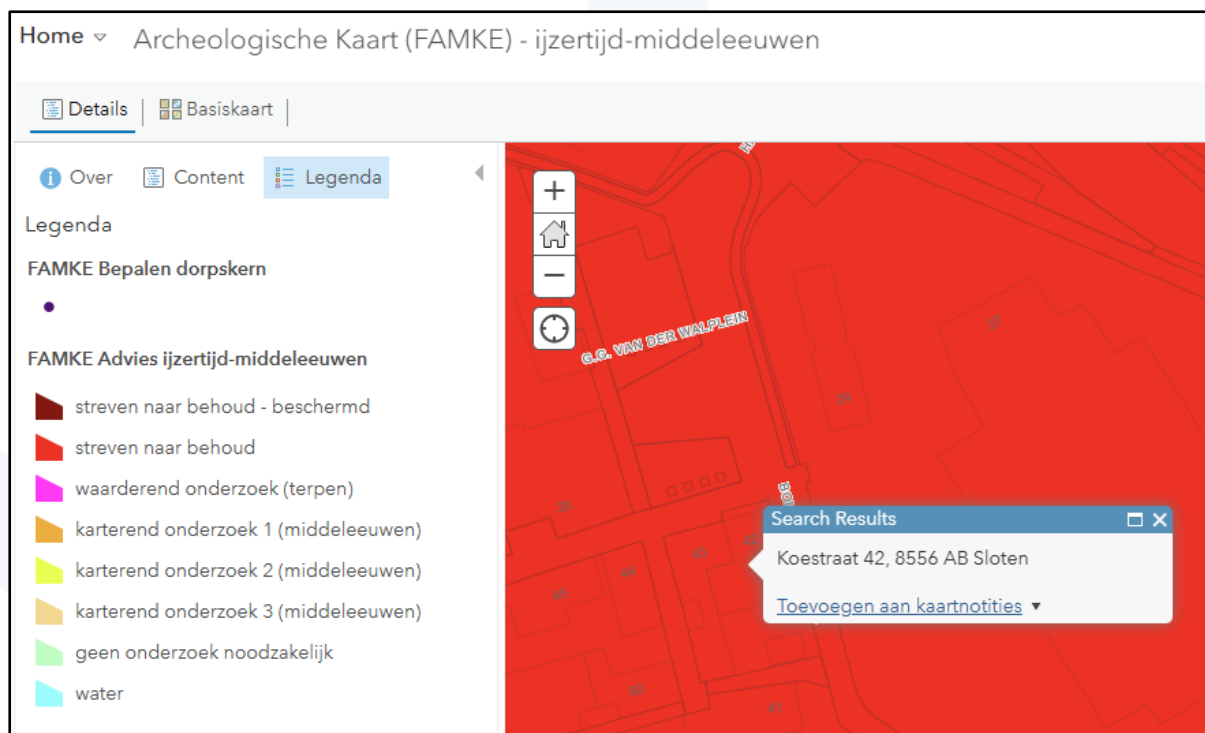 Home Archeologische Kaart (FAMKE) - ijzertijd-middeleeuwen
Details
Basiskaart
Over
Content
Legenda
Legenda
FAMKE Bepalen dorpskern
FAMKE Advies ijzertijd-middeleeuwen
streven naar behoud - beschermd
streven naar behoud
waarderend onderzoek (terpen)
karterend onderzoek 1 (middeleeuwen)
karterend onderzoek 2 (middeleeuwen)
karterend onderzoek 3 (middeleeuwen)
geen onderzoek noodzakelijk
water
G.G. VAN DER WALPLEIN
43
44
Search Results
Koestraat 42, 8556 AB Sloten
Toevoegen aan kaartnotities